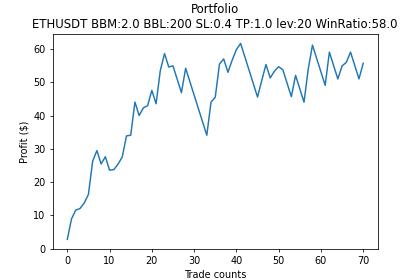 Portfolio
ETHUSDT BBM:2.0 BBL:200 SL:0.4 TP:1.0 lev:20 WinRatio:58.0
60
50
40
30
20
10
0
Profit ($)
0 10 20 30 40 50 60 70
Trade counts